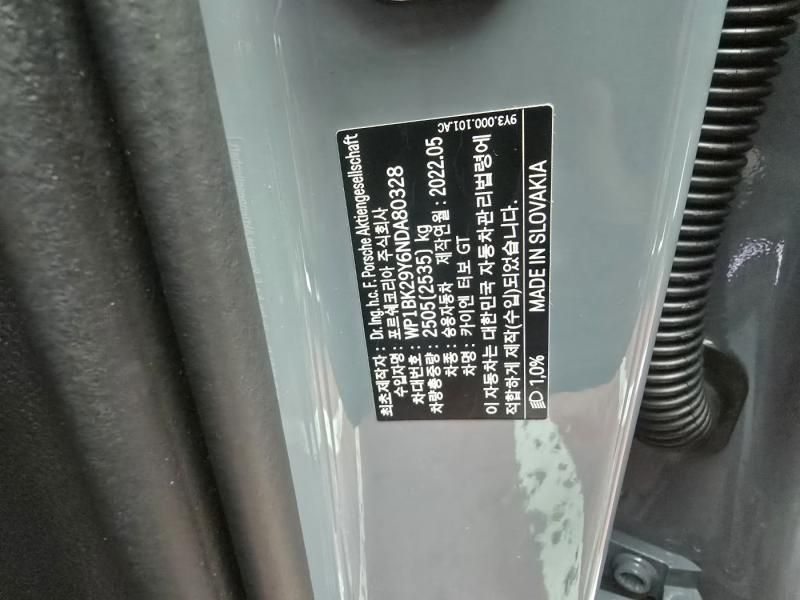 9Y3.000.101.AC
최초제작자 : Dr. Ing. h.c. F. Porsche Aktiengesellschaft
수입자명 : 포르쉐코리아 주식회사
차대번호 : WP1BK29Y6NDA80328
차량총중량 : 2505(2535) kg
차종 : 승용자동차 제작연월 : 2022.05
차명 : 카이엔 터보 GT
이 자동차는 대한민국 자동차관리법령에
적합하게 제작(수입)되었습니다.
1,0% MADE IN SLOVAKIA